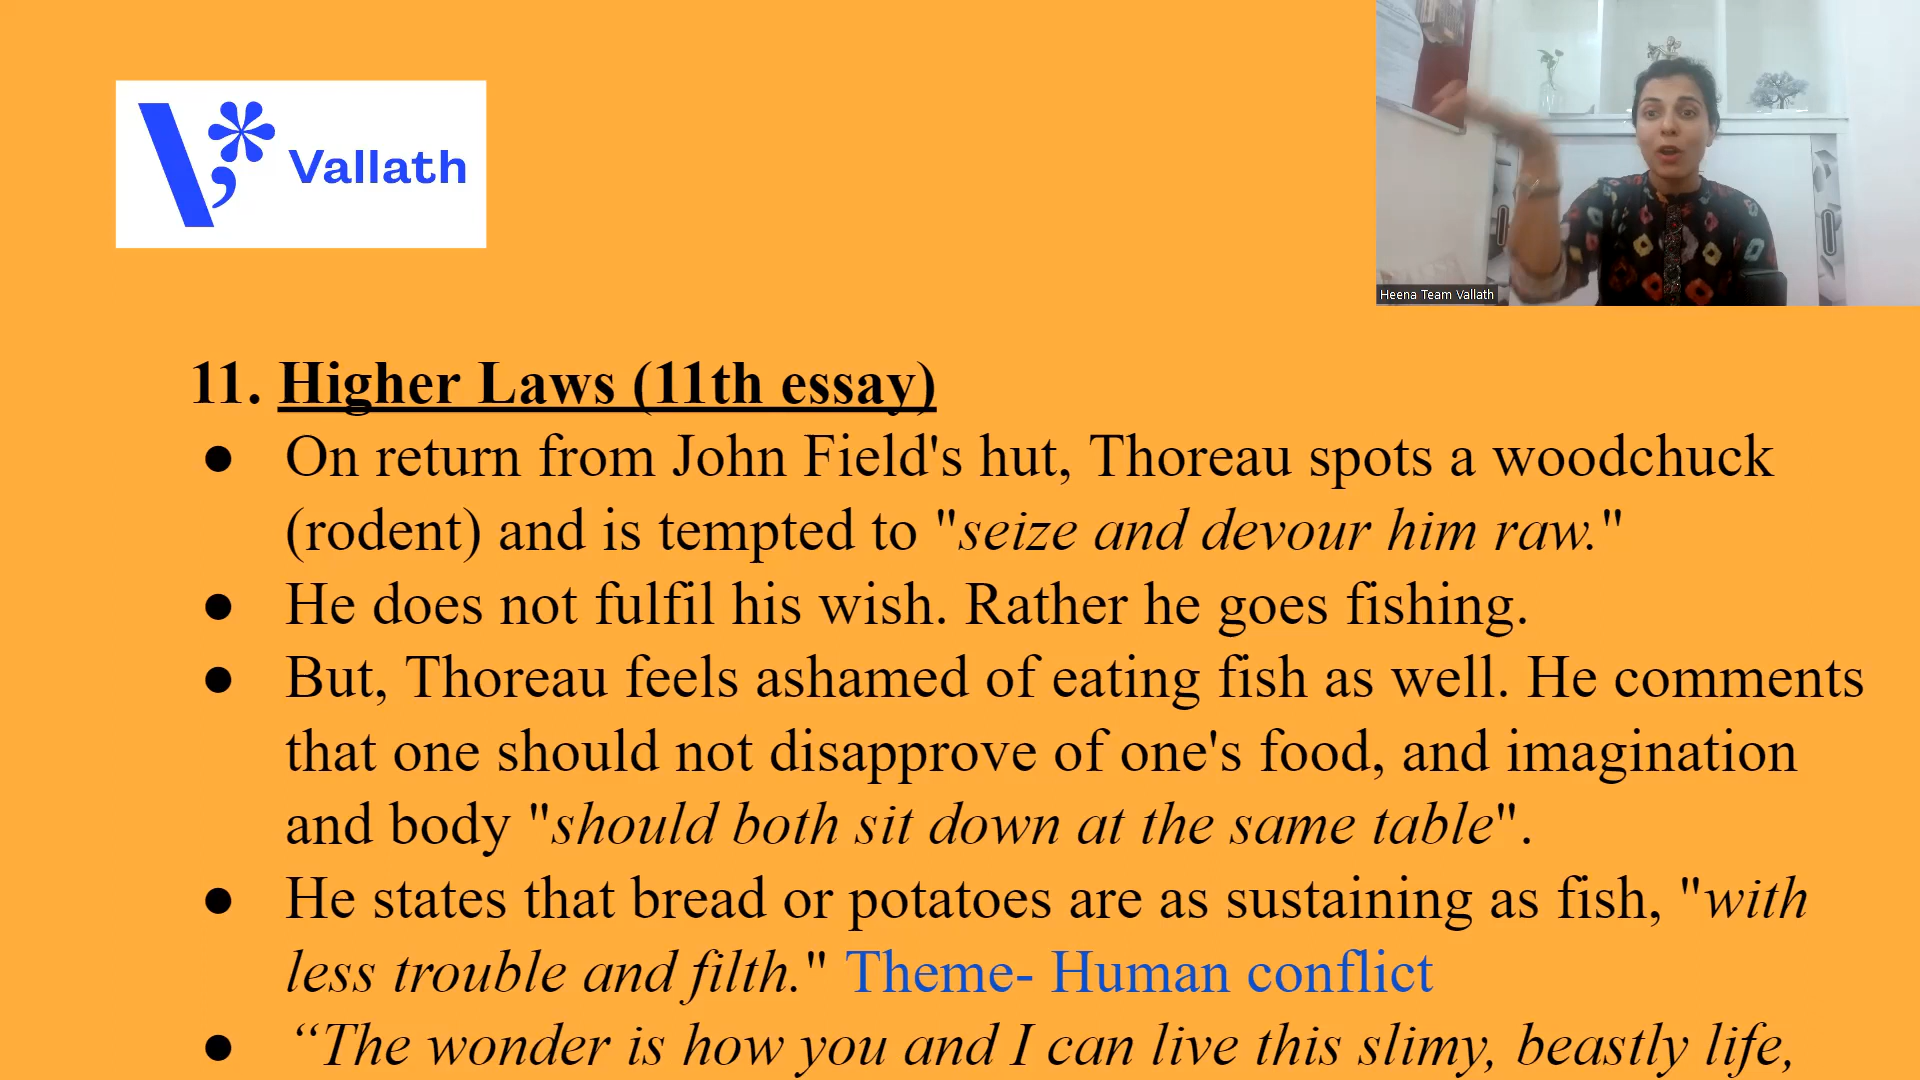 Vallath
Heena Team Vallath
11. Higher Laws (11th essay)
● On return from John Field's hut, Thoreau spots a woodchuck
(rodent) and is tempted to "seize and devour him raw."
● He does not fulfil his wish. Rather he goes fishing.
● But, Thoreau feels ashamed of eating fish as well. He comments
that one should not disapprove of one's food, and imagination
and body "should both sit down at the same table".
● He states that bread or potatoes are as sustaining as fish, "with
less trouble and filth." Theme- Human conflict
● “The wonder is how you and I can live this slimy, beastly life,